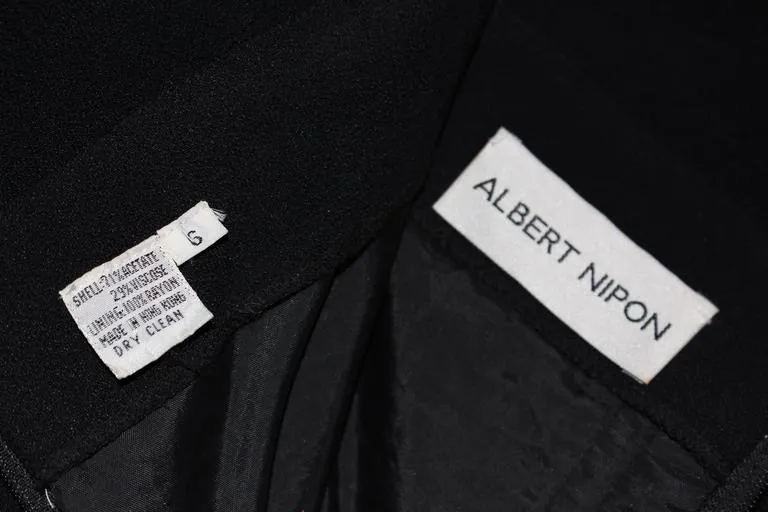 6
SHELL-71%ACETATE
29%VISCOSE
LINING:100%RAYON
MADE IN HONG KONG
DRY CLEAN
ALBERT NIPON